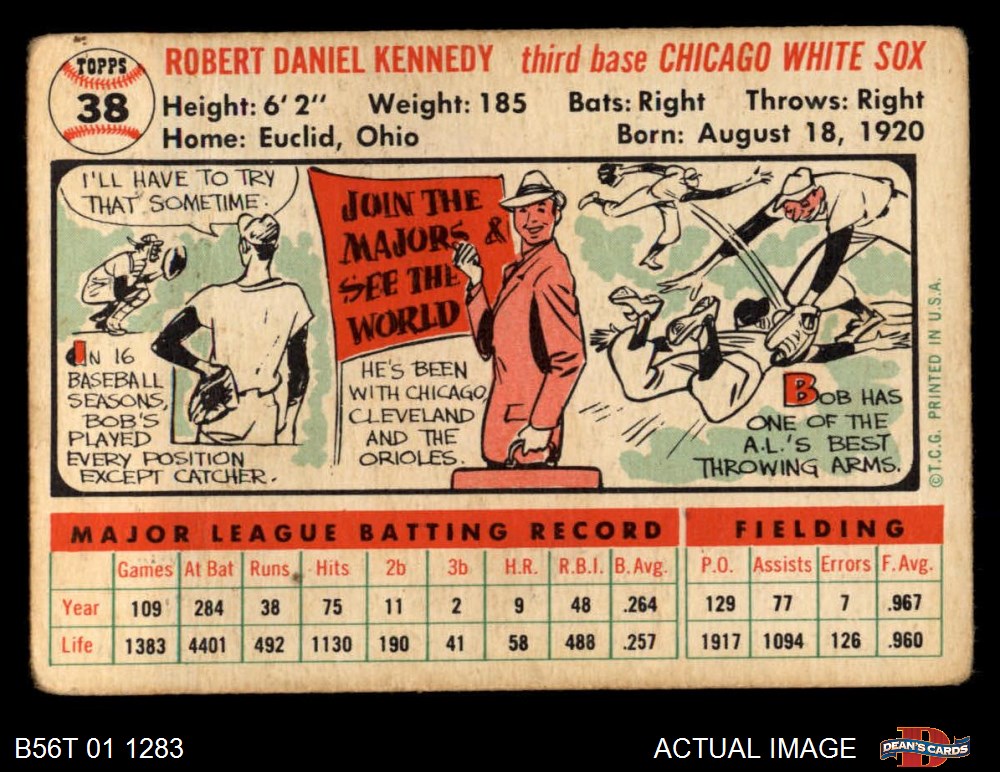 TOPPS
38
ROBERT DANIEL KENNEDY third base CHICAGO WHITE SOX
Height: 6' 2" Weight: 185 Bats: Right Throws: Right
Home: Euclid, Ohio Born: August 18, 1920
I'LL HAVE TO TRY
THAT SOMETIME.
IN 16
BASEBALL
SEASONS,
BOB'S
PLAYED
EVERY POSITION
EXCEPT CATCHER.
JOIN THE
MAJORS &
SEE THE
WORLD
HE'S BEEN
WITH CHICAGO,
CLEVELAND
AND THE
ORIOLES.
BOB HAS
ONE OF THE
A.L.'S BEST
THROWING ARMS.
©T.C.G. PRINTED IN U.S.A.
MAJOR LEAGUE BATTING RECORD FIELDING
Games At Bat Runs Hits 2b 3b H.R. R.B.I. B. Avg. P.O. Assists Errors F. Avg.
Year 109 284 38 75 11 2 9 48 .264 129 77 7 .967
Life 1383 4401 492 1130 190 41 58 488 .257 1917 1094 126 .960
B56T 01 1283 ACTUAL IMAGE DEAN'S CARDS